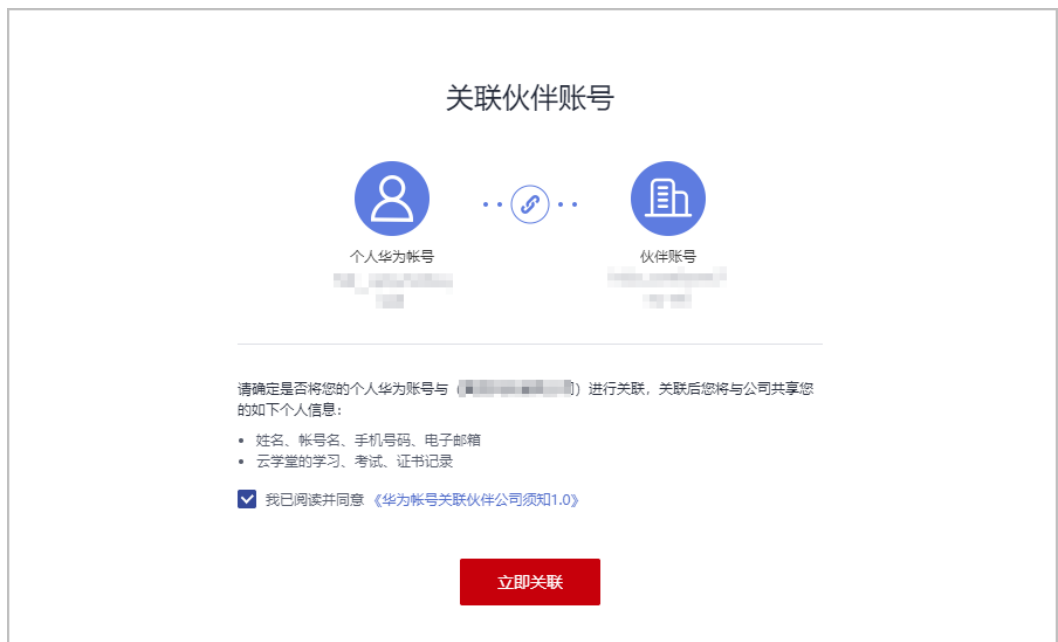 关联伙伴账号
个人华为帐号
伙伴账号
请确定是否将您的个人华为账号与（）进行关联，关联后您将与公司共享您
的如下个人信息：
• 姓名、帐号名、手机号码、电子邮箱
• 云学堂的学习、考试、证书记录
我已阅读并同意《华为帐号关联伙伴公司须知1.0》
立即关联